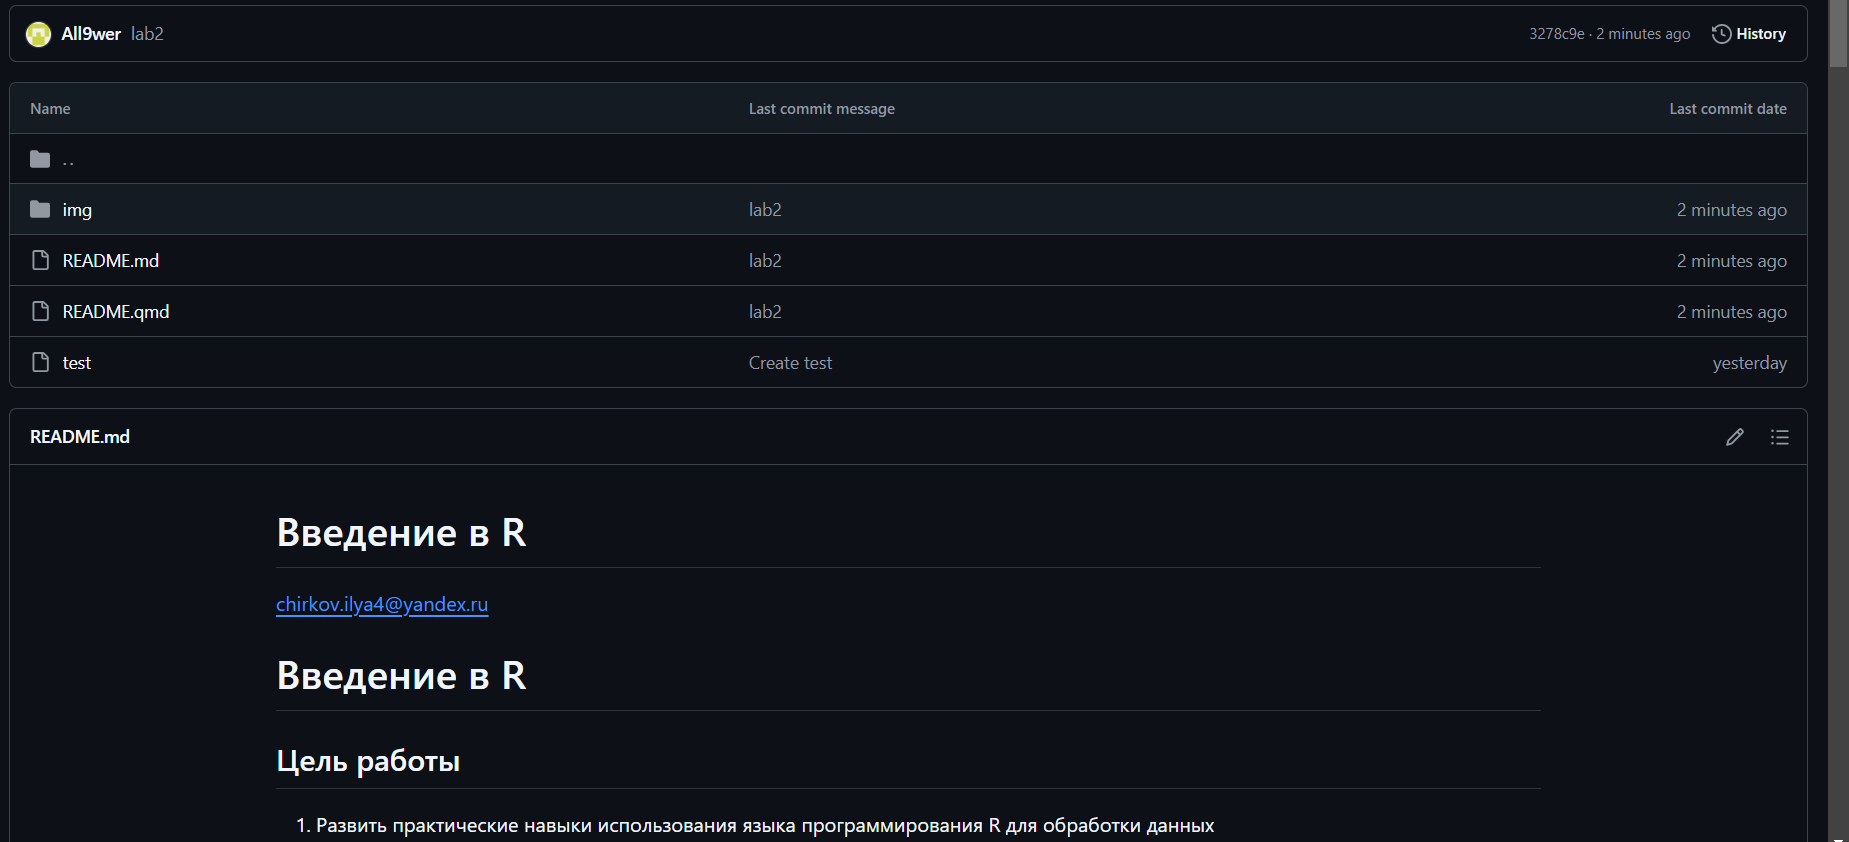 All9wer lab2 3278c9e · 2 minutes ago History
Name Last commit message Last commit date
..
img lab2 2 minutes ago
README.md lab2 2 minutes ago
README.qmd lab2 2 minutes ago
test Create test yesterday
README.md
Введение в R
chirkov.ilya4@yandex.ru
Введение в R
Цель работы
1. Развить практические навыки использования языка программирования R для обработки данных